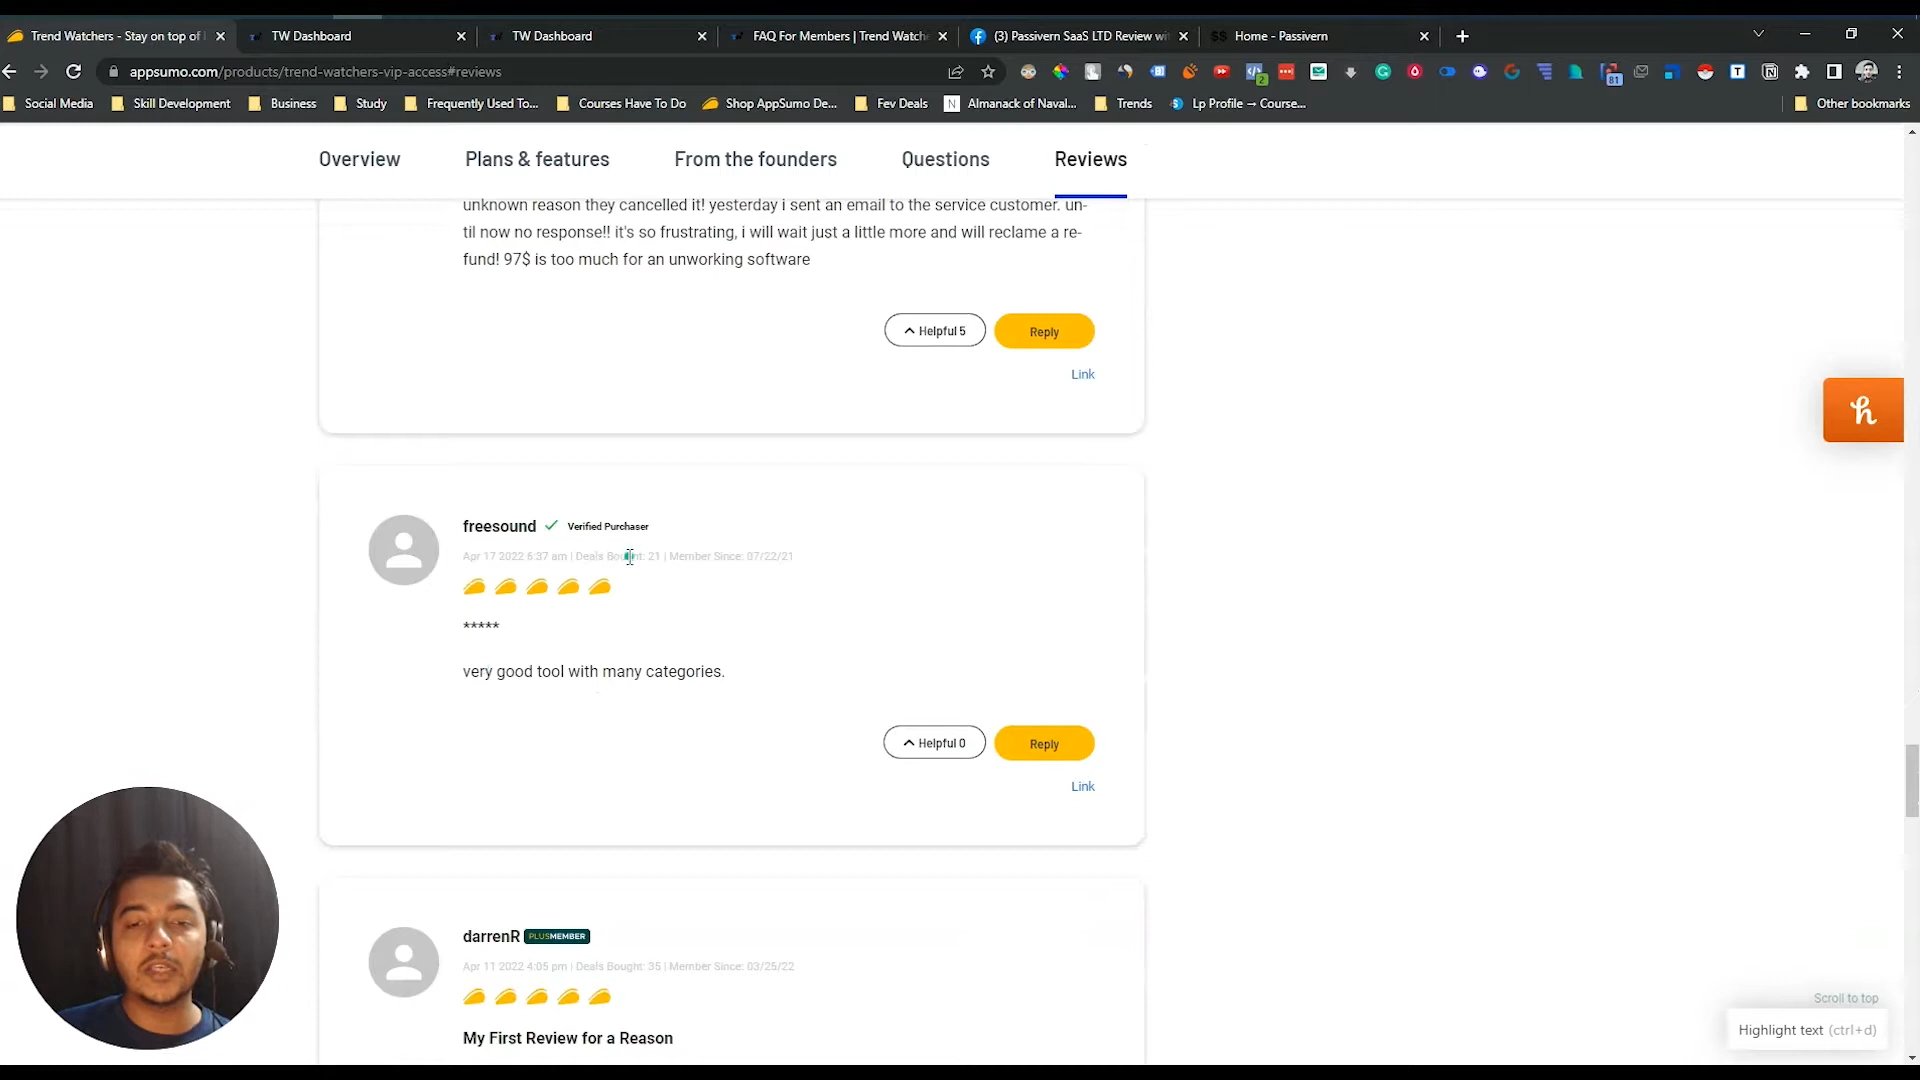 Trend Watchers - Stay on top of
TW Dashboard
TW Dashboard
FAQ For Members | Trend Watche
(3) Passivern SaaS LTD Review wi
$$ Home - Passivern
appsumo.com/products/trend-watchers-vip-access#reviews
2
81
Social Media
Skill Development
Business
Study
Frequently Used To...
Courses Have To Do
Shop AppSumo De...
Fev Deals
N Almanack of Naval...
Trends
Lp Profile → Course...
Other bookmarks
Overview
Plans & features
From the founders
Questions
Reviews
unknown reason they cancelled it! yesterday i sent an email to the service customer. un-
til now no response!! it's so frustrating, i will wait just a little more and will reclame a re-
fund! 97$ is too much for an unworking software
Helpful 5
Reply
Link
freesound Verified Purchaser
Apr 17 2022 6:37 am | Deals Bought: 21 | Member Since: 07/22/21
*****
very good tool with many categories.
Helpful 0
Reply
Link
darrenR PLUSMEMBER
Apr 11 2022 4:05 pm | Deals Bought: 35 | Member Since: 03/25/22
My First Review for a Reason
Scroll to top
Highlight text (ctrl+d)